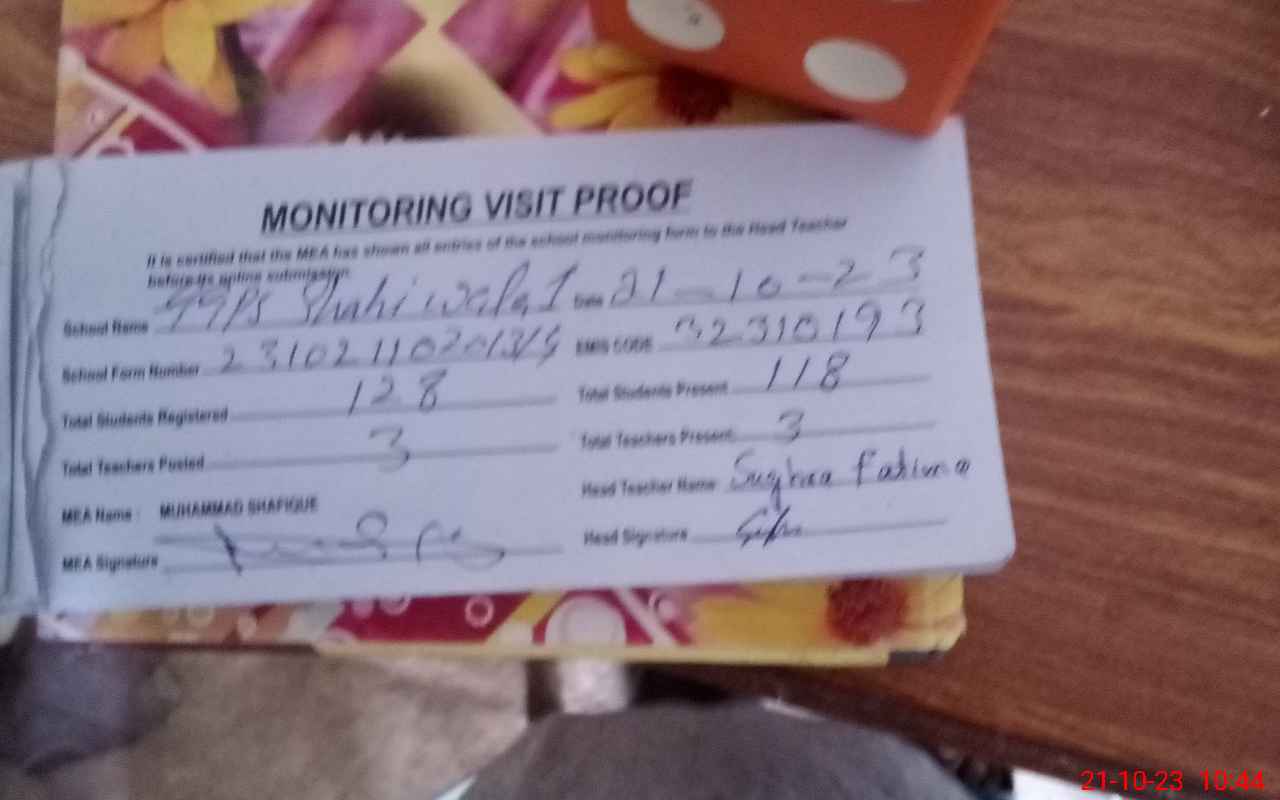 MONITORING VISIT PROOF
It is certified that the MEA has shown all entries of the school monitoring form to the Head Teacher
before its online submission.
School Name GGPS Shahiwala 1 Date 21-10-23
School Form Number EMIS CODE 32310193
Total Students Registered 128 Total Students Present 118
Total Teachers Posted 3 Total Teachers Present 3
Head Teacher Name Sughra Fatima
MEA Name : MUHAMMAD SHAFIQUE
Head Signature
MEA Signature
21-10-23 10:44